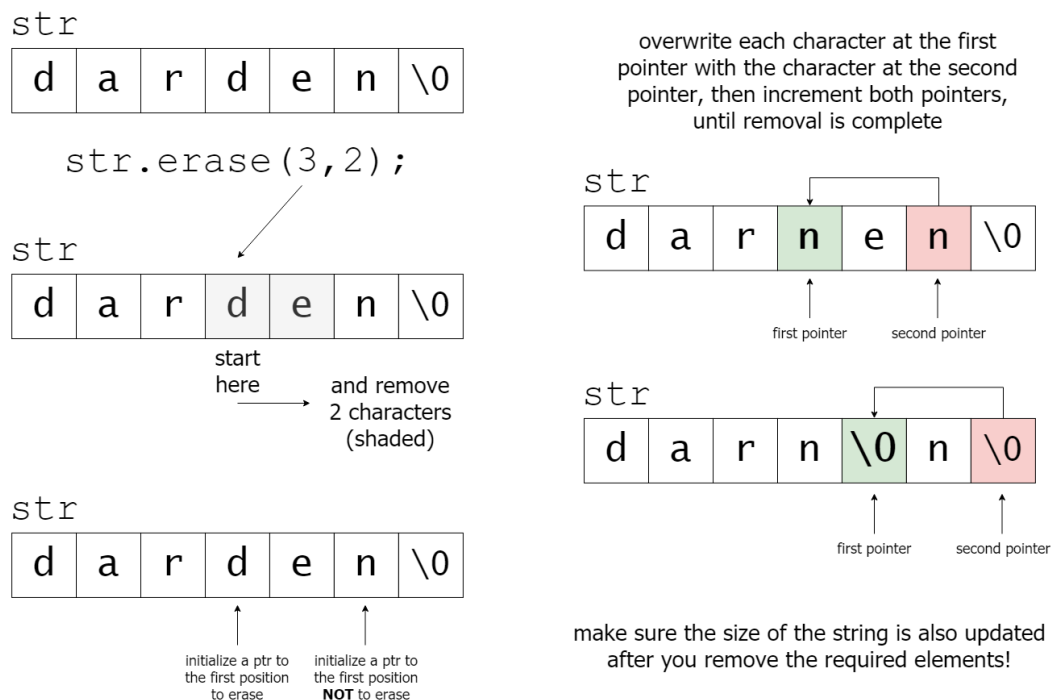 str
d a r d e n \0
str.erase(3,2);
str
d a r d e n \0
start
here
and remove
2 characters
(shaded)
str
d a r d e n \0
initialize a ptr to
the first position
to erase
initialize a ptr to
the first position
NOT to erase
overwrite each character at the first
pointer with the character at the second
pointer, then increment both pointers,
until removal is complete
str
d a r n e n \0
first pointer
second pointer
str
d a r n \0 n \0
first pointer
second pointer
make sure the size of the string is also updated
after you remove the required elements!